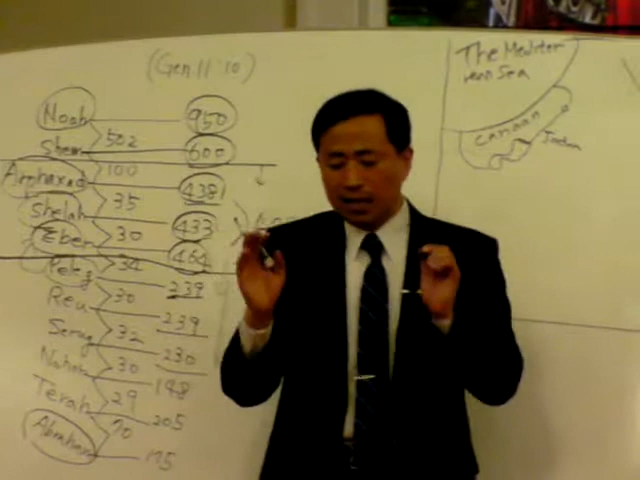 (Gen 11:10)
Noah 950
502
Shem 600
100
Arphaxad 438
35
Shelah 433
30
Eber 464
34
Peleg 239
30
Reu 239
32
Serug 230
30
Nahor 148
29
Terah 205
70
Abraham 175
The Mediter
rean Sea
Canaan
Jordan